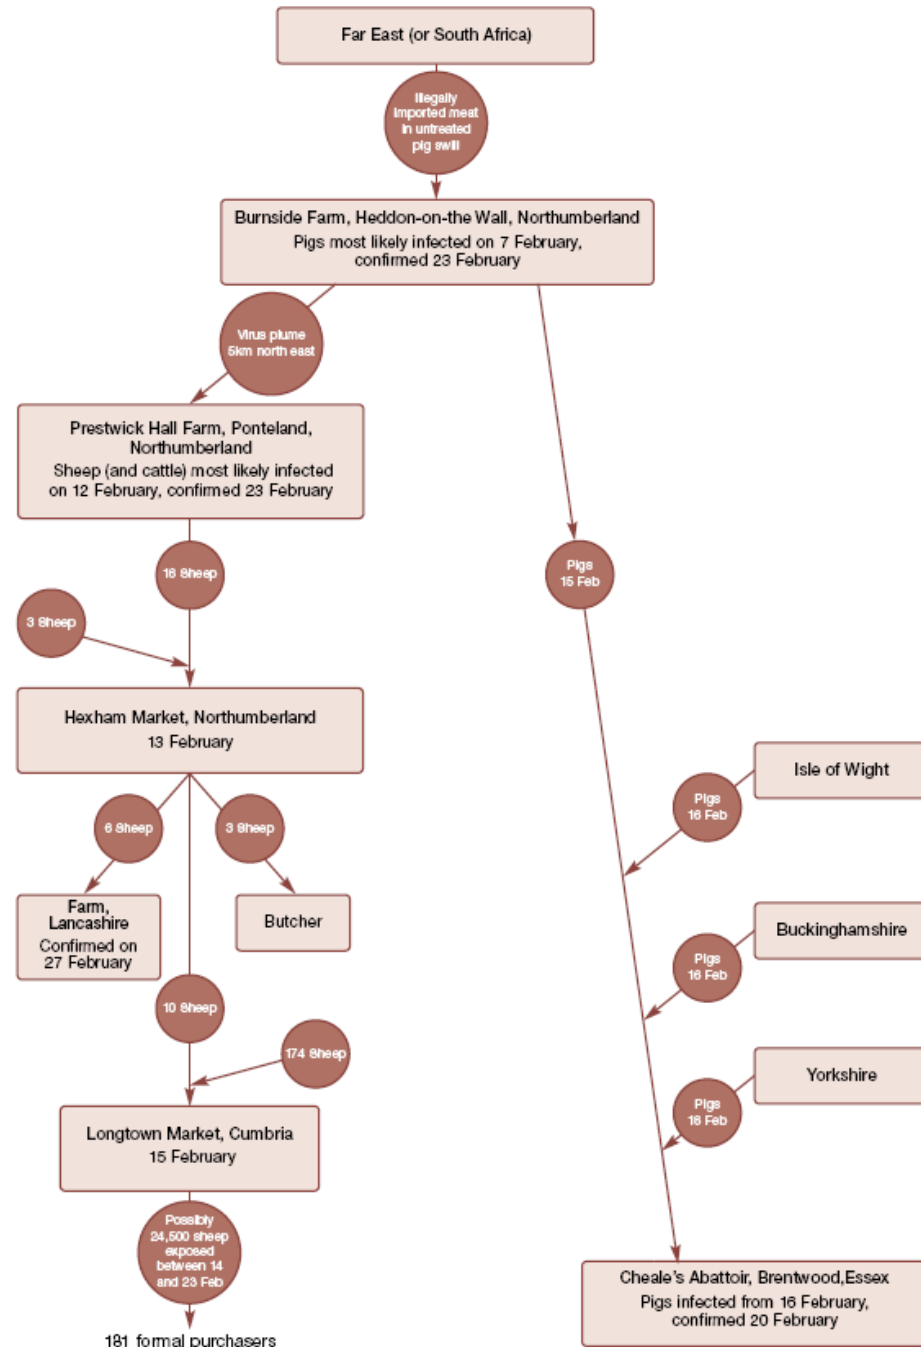 Far East (or South Africa)
Illegally
imported meat
in untreated
pig swill
Burnside Farm, Heddon-on-the Wall, Northumberland
Pigs most likely infected on 7 February,
confirmed 23 February
Virus plume
5km north east
Prestwick Hall Farm, Ponteland,
Northumberland
Sheep (and cattle) most likely infected
on 12 February, confirmed 23 February
16 Sheep
Pigs
15 Feb
3 Sheep
Hexham Market, Northumberland
13 February
Isle of Wight
Pigs
16 Feb
6 Sheep
3 Sheep
Farm,
Lancashire
Confirmed on
27 February
Butcher
Buckinghamshire
Pigs
16 Feb
10 Sheep
174 Sheep
Yorkshire
Pigs
16 Feb
Longtown Market, Cumbria
15 February
Possibly
24,500 sheep
exposed
between 14
and 23 Feb
Cheale's Abattoir, Brentwood,Essex
Pigs infected from 16 February,
confirmed 20 February
181 formal purchasers